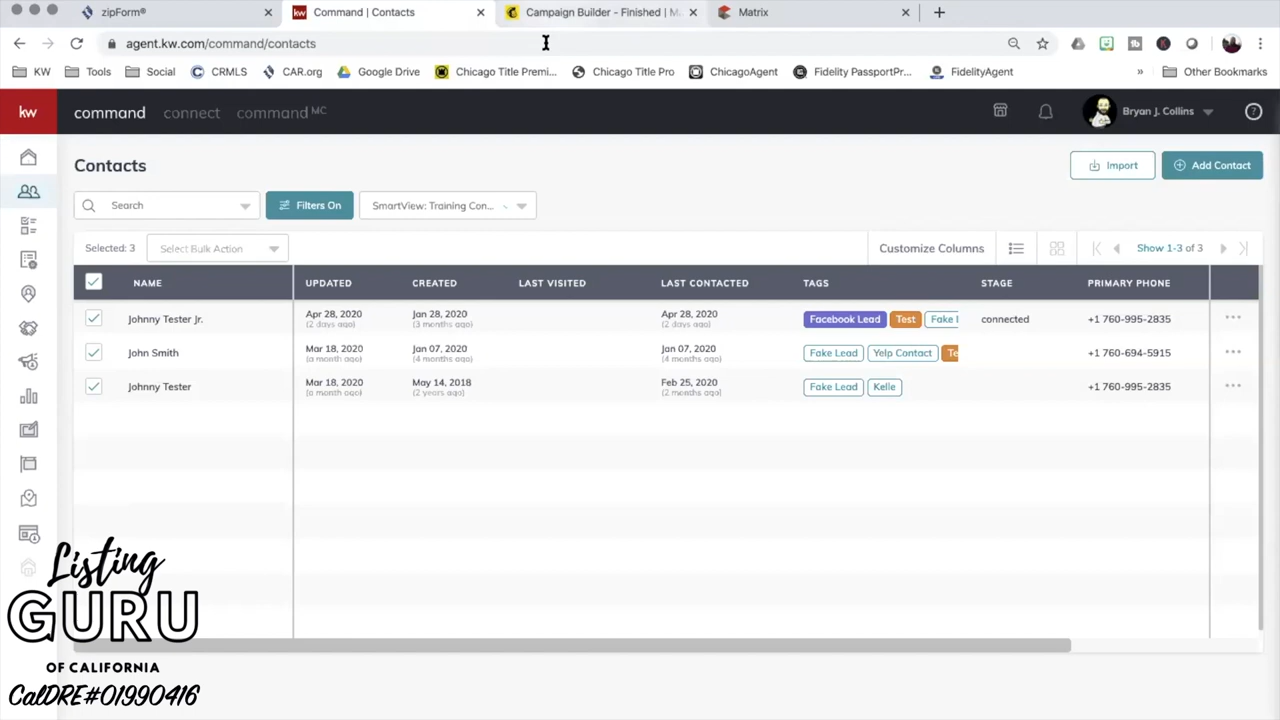 zipForm®
Command | Contacts
Campaign Builder - Finished | M
Matrix
agent.kw.com/command/contacts
KW
Tools
Social
CRMLS
CAR.org
Google Drive
Chicago Title Premi...
Chicago Title Pro
ChicagoAgent
Fidelity PassportPr...
FidelityAgent
»
Other Bookmarks
kw
command
connect
command MC
Bryan J. Collins
Contacts
Import
Add Contact
Search
Filters On
SmartView: Training Con...
Selected: 3
Select Bulk Action
Customize Columns
Show 1-3 of 3
NAME UPDATED CREATED LAST VISITED LAST CONTACTED TAGS STAGE PRIMARY PHONE
Johnny Tester Jr. Apr 28, 2020 Jan 28, 2020 Apr 28, 2020 Facebook Lead Test Fake connected +1 760-995-2835
(2 days ago) (3 months ago) (2 days ago)
John Smith Mar 18, 2020 Jan 07, 2020 Jan 07, 2020 Fake Lead Yelp Contact Te +1 760-694-5915
(a month ago) (4 months ago) (4 months ago)
Johnny Tester Mar 18, 2020 May 14, 2018 Feb 25, 2020 Fake Lead Kelle +1 760-995-2835
(a month ago) (2 years ago) (2 months ago)
Listing
GURU
OF CALIFORNIA
CalDRE#01990416